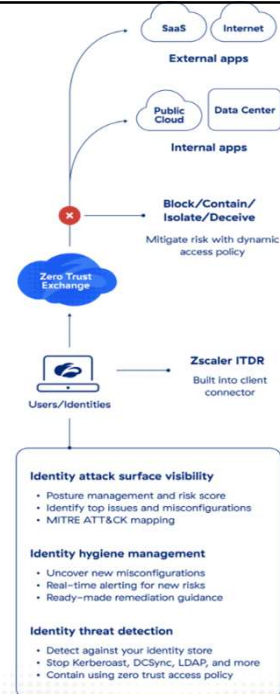 SaaS
Internet
External apps
Public
Cloud
Data Center
Internal apps
Block/Contain/
Isolate/Deceive
Mitigate risk with dynamic
access policy
Zero Trust
Exchange
Zscaler ITDR
Built into client
connector
Users/Identities
Identity attack surface visibility
• Posture management and risk score
• Identify top issues and misconfigurations
• MITRE ATT&CK mapping
Identity hygiene management
• Uncover new misconfigurations
• Real-time alerting for new risks
• Ready-made remediation guidance
Identity threat detection
• Detect against your identity store
• Stop Kerberoast, DCSync, LDAP, and more
• Contain using zero trust access policy